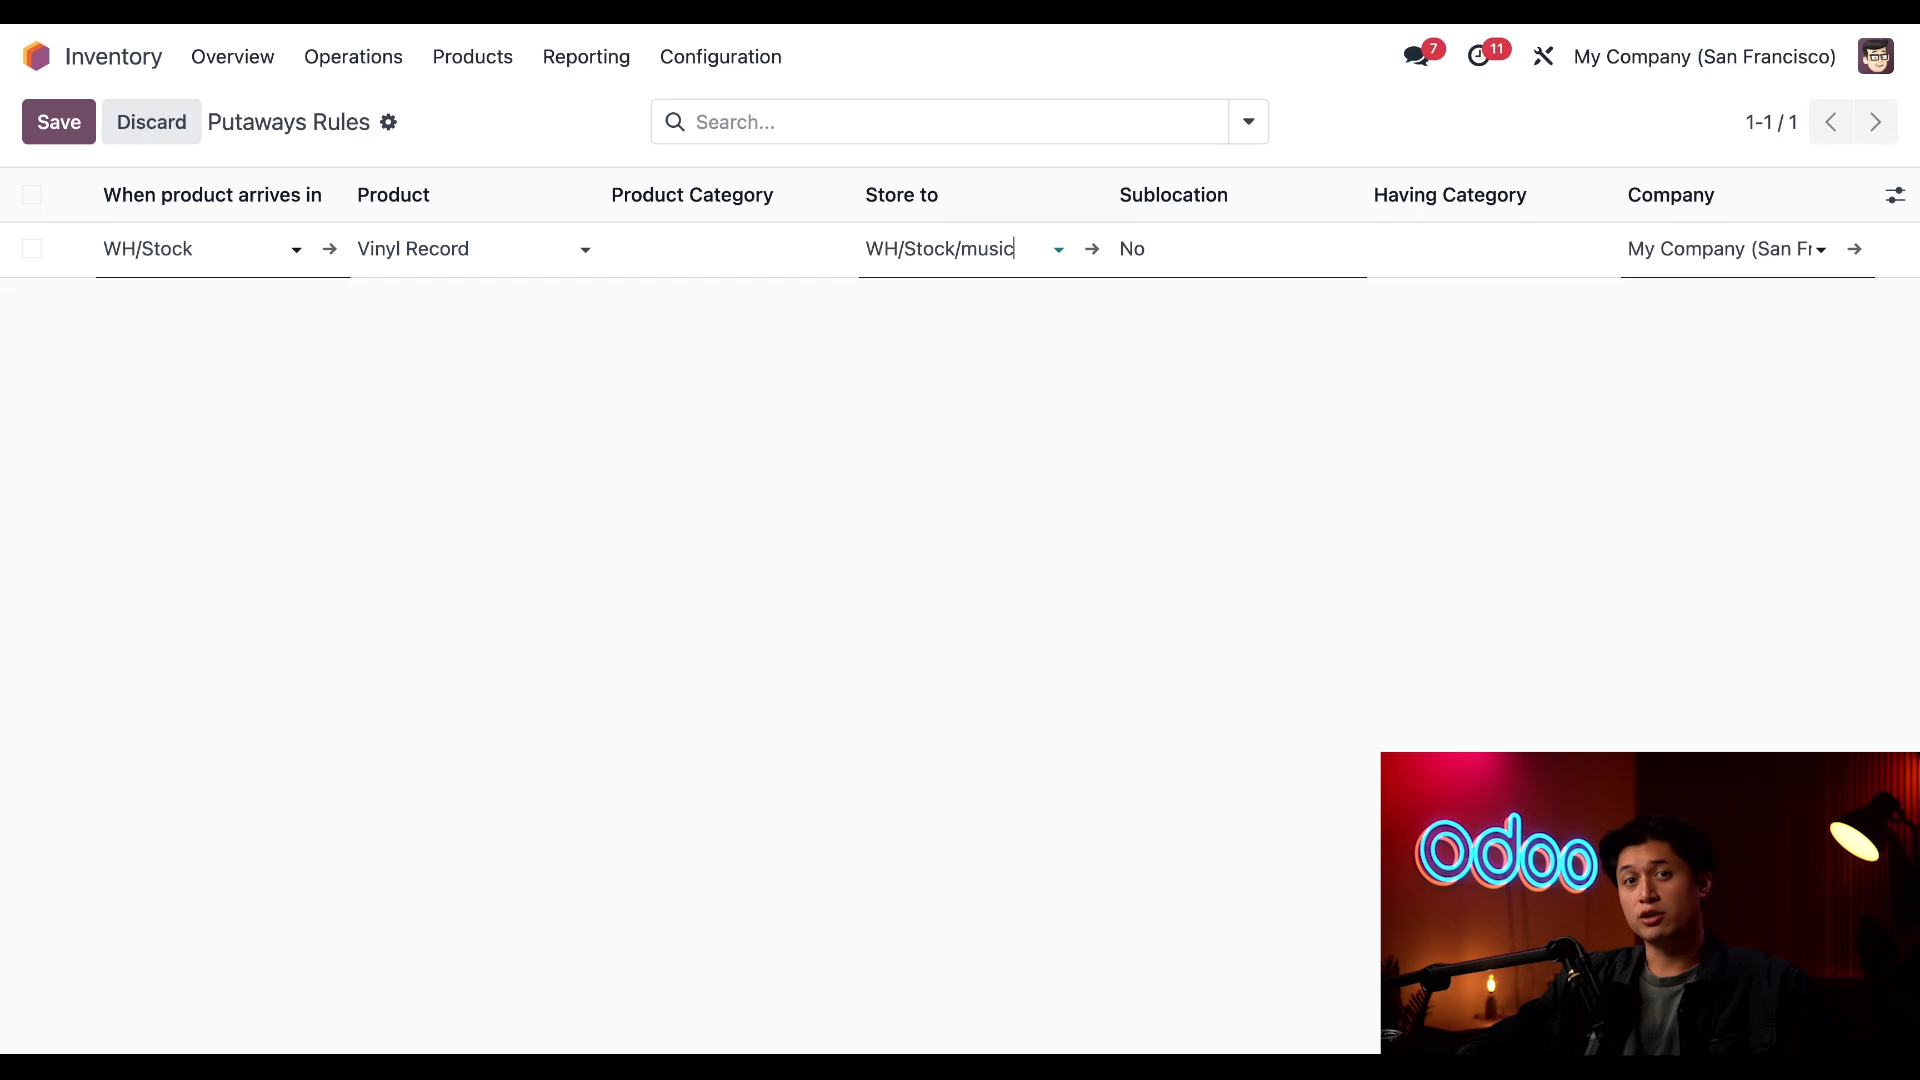 Inventory Overview Operations Products Reporting Configuration 7 11 My Company (San Francisco)
Save Discard Putaways Rules Search... 1-1 / 1
When product arrives in Product Product Category Store to Sublocation Having Category Company
WH/Stock Vinyl Record WH/Stock/music No My Company (San Fr
odoo